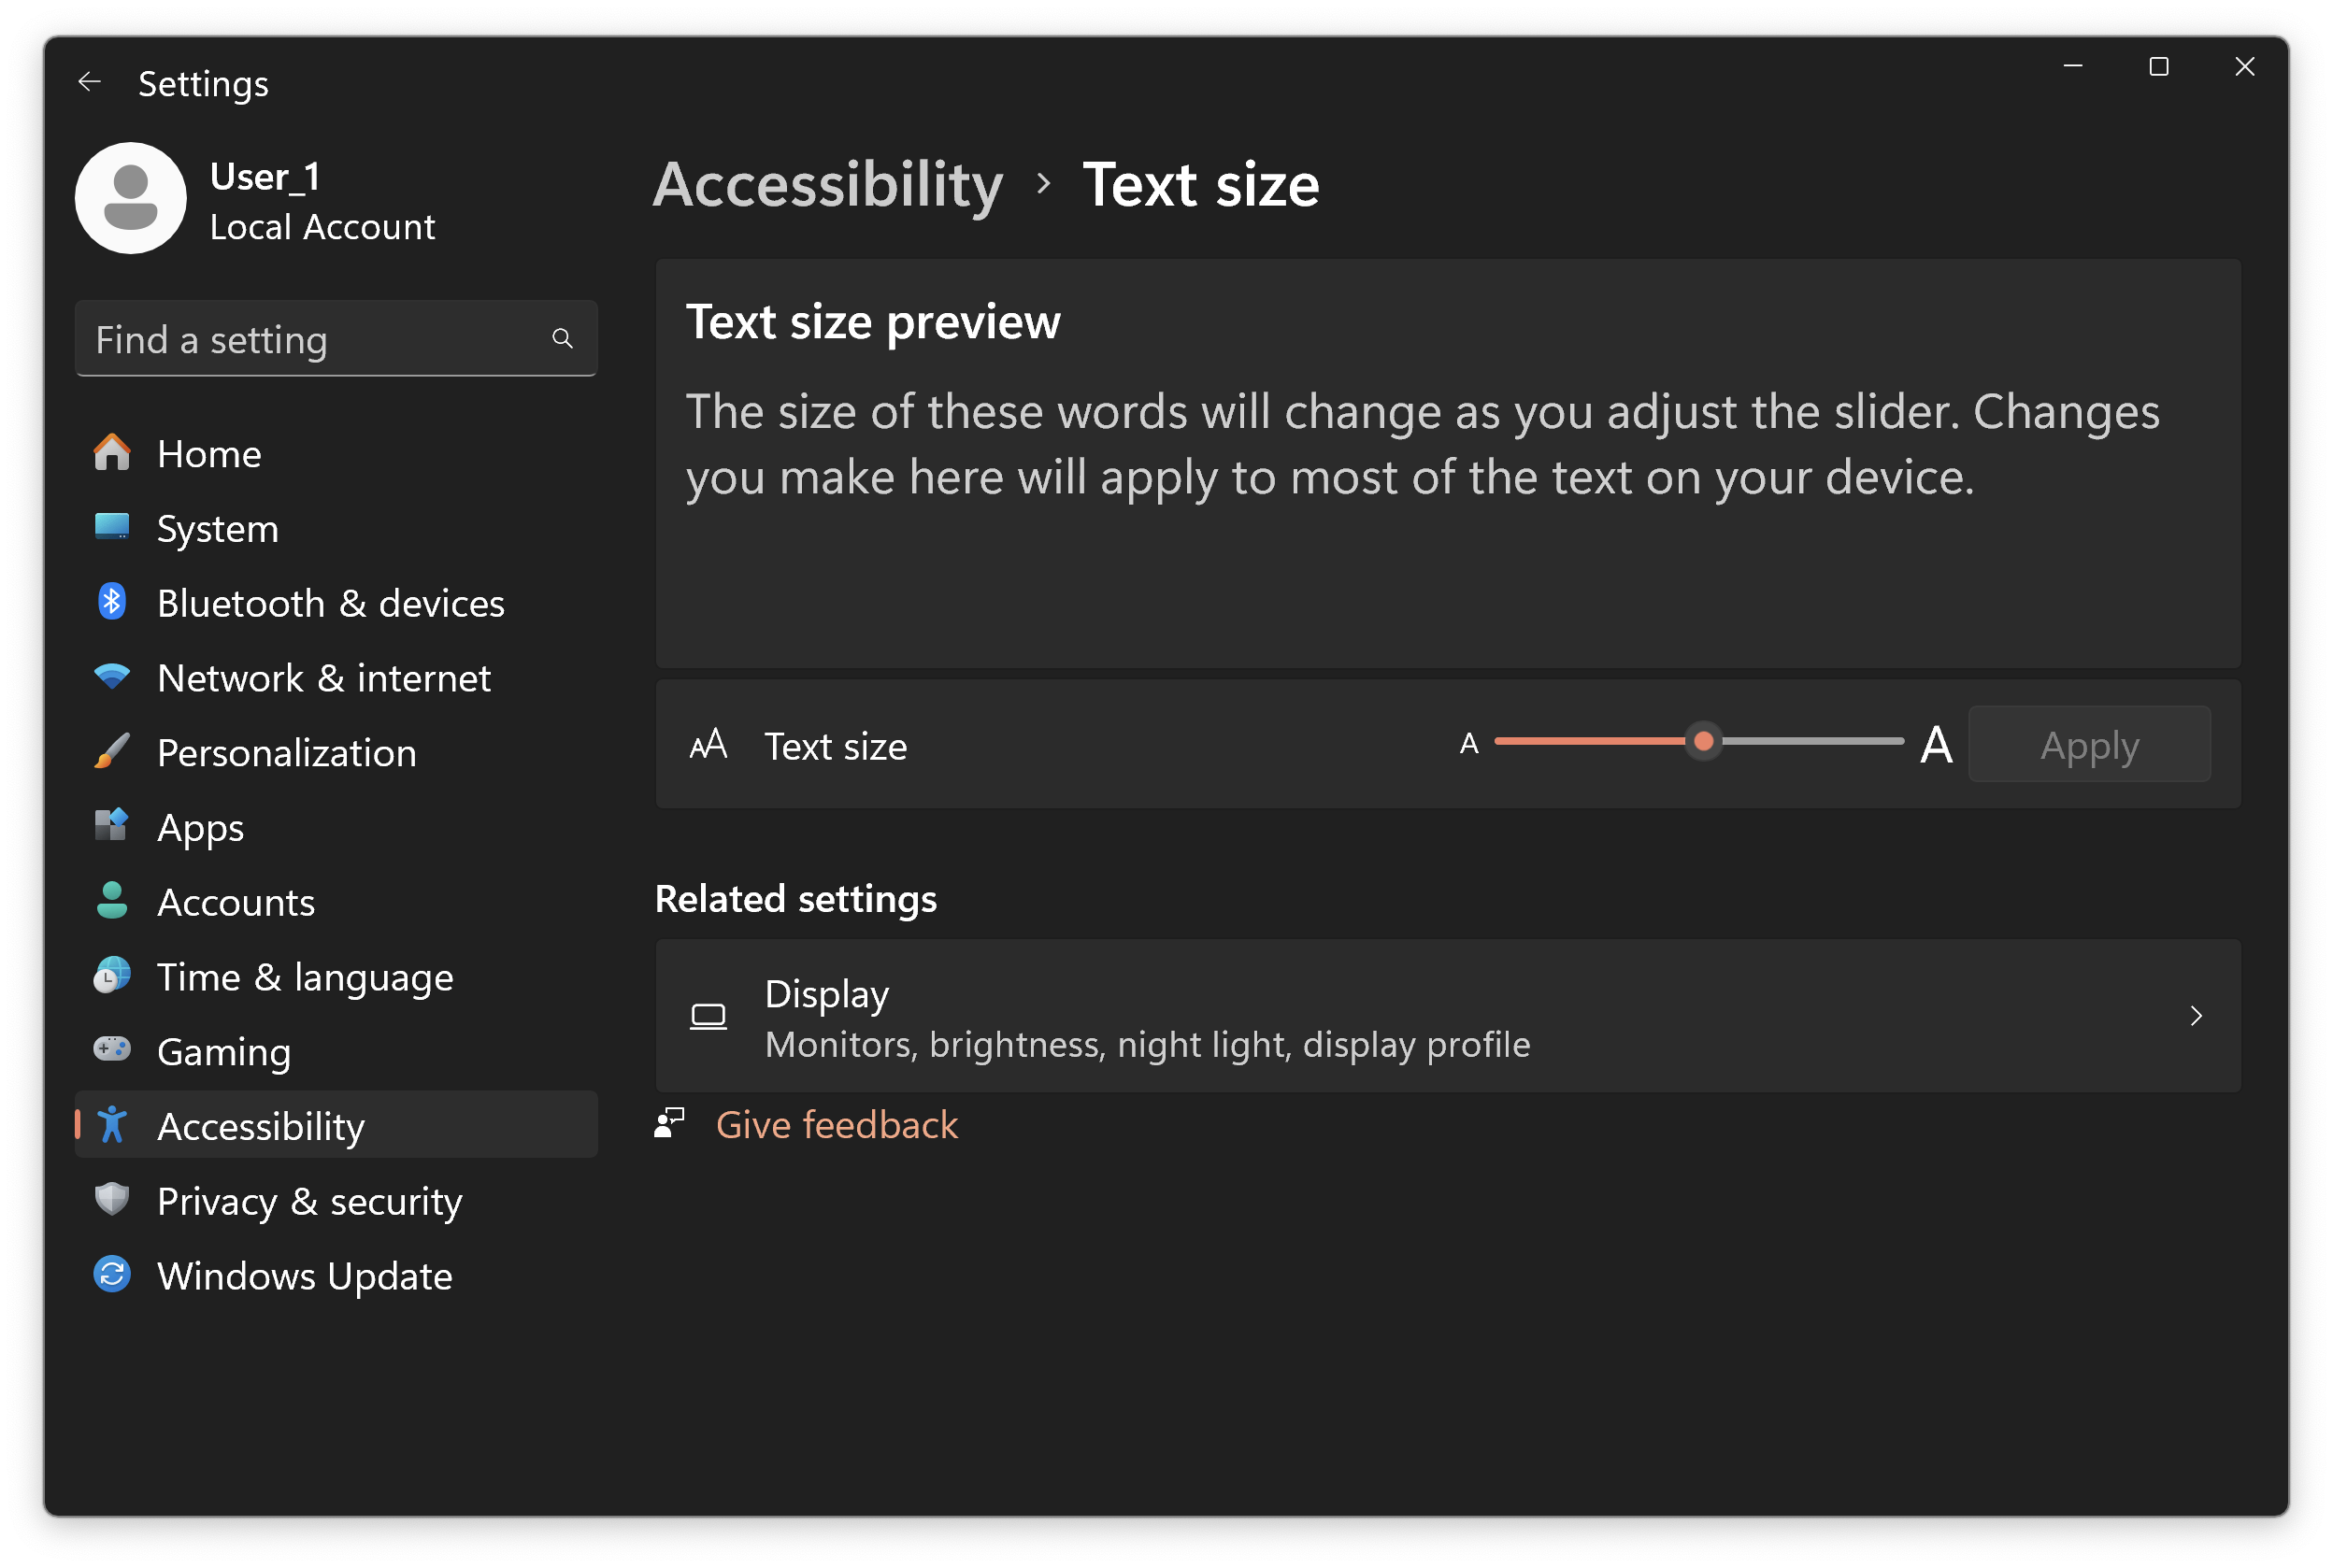 Settings
User_1
Local Account
Find a setting
Home
System
Bluetooth & devices
Network & internet
Personalization
Apps
Accounts
Time & language
Gaming
Accessibility
Privacy & security
Windows Update
Accessibility › Text size
Text size preview
The size of these words will change as you adjust the slider. Changes
you make here will apply to most of the text on your device.
Text size A A Apply
Related settings
Display
Monitors, brightness, night light, display profile
Give feedback